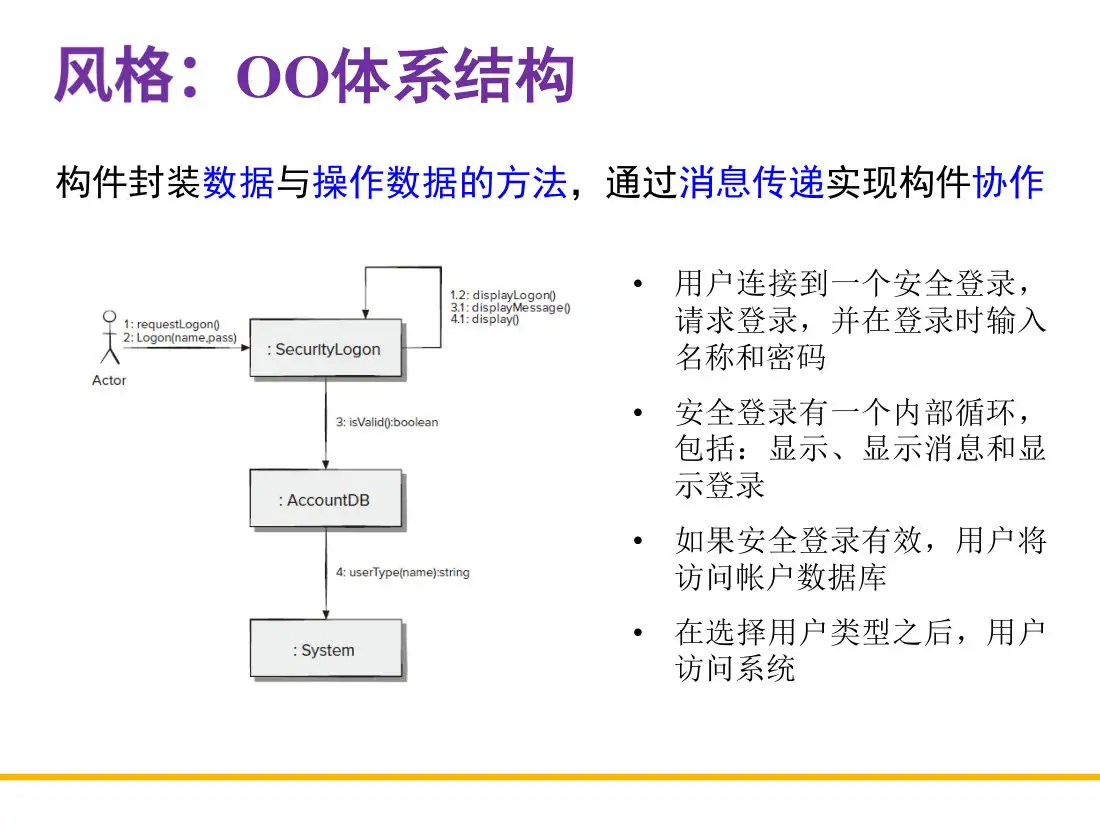 风格：OO体系结构
构件封装数据与操作数据的方法，通过消息传递实现构件协作
1.2: displayLogon()
3.1: displayMessage()
4.1: display()
1: requestLogon()
2: Logon(name,pass)
: SecurityLogon
Actor
3: isValid():boolean
: AccountDB
4: userType(name):string
: System
• 用户连接到一个安全登录，
请求登录，并在登录时输入
名称和密码
• 安全登录有一个内部循环，
包括：显示、显示消息和显
示登录
• 如果安全登录有效，用户将
访问帐户数据库
• 在选择用户类型之后，用户
访问系统